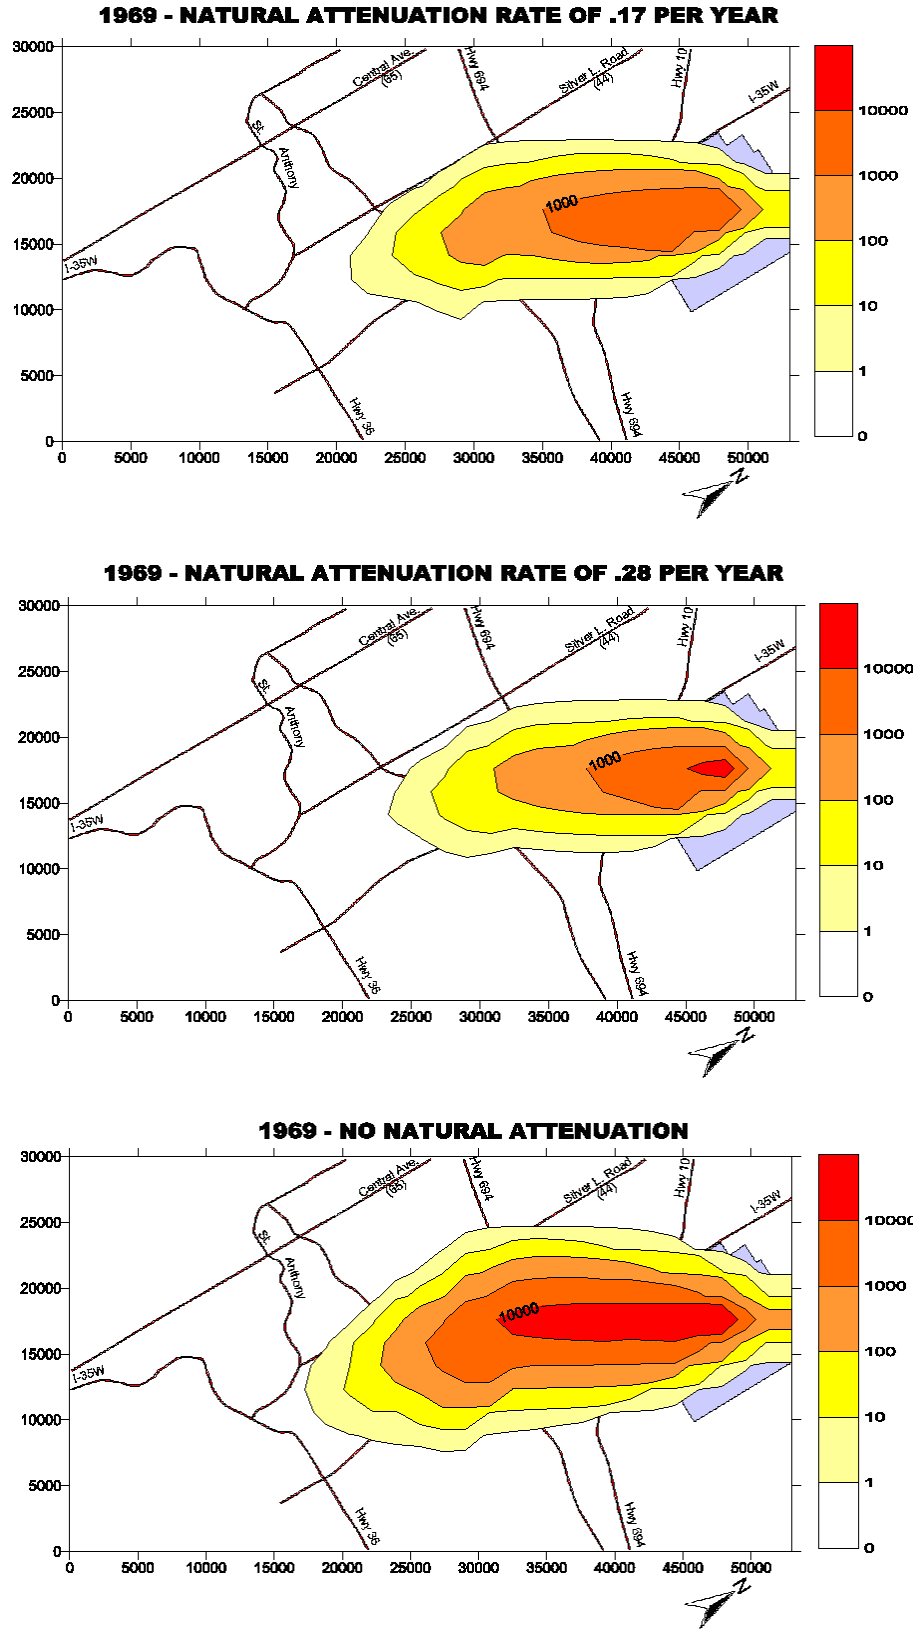 1969 - NATURAL ATTENUATION RATE OF .17 PER YEAR
30000
25000
20000
15000
10000
5000
0
Central Ave.
(65)
Hwy 694
Silver L. Road
(44)
Hwy 10
I-35W
St.
Anthony
1000
I-35W
Hwy 36
Hwy 694
0 5000 10000 15000 20000 25000 30000 35000 40000 45000 50000
N
10000
1000
100
10
1
0
1969 - NATURAL ATTENUATION RATE OF .28 PER YEAR
30000
25000
20000
15000
10000
5000
0
Central Ave.
(65)
Hwy 694
Silver L. Road
(44)
Hwy 10
I-35W
St.
Anthony
1000
I-35W
Hwy 36
Hwy 694
0 5000 10000 15000 20000 25000 30000 35000 40000 45000 50000
N
10000
1000
100
10
1
0
1969 - NO NATURAL ATTENUATION
30000
25000
20000
15000
10000
5000
0
Central Ave.
(65)
Hwy 694
Silver L. Road
(44)
Hwy 10
I-35W
St.
Anthony
10000
I-35W
Hwy 36
Hwy 694
0 5000 10000 15000 20000 25000 30000 35000 40000 45000 50000
N
10000
1000
100
10
1
0